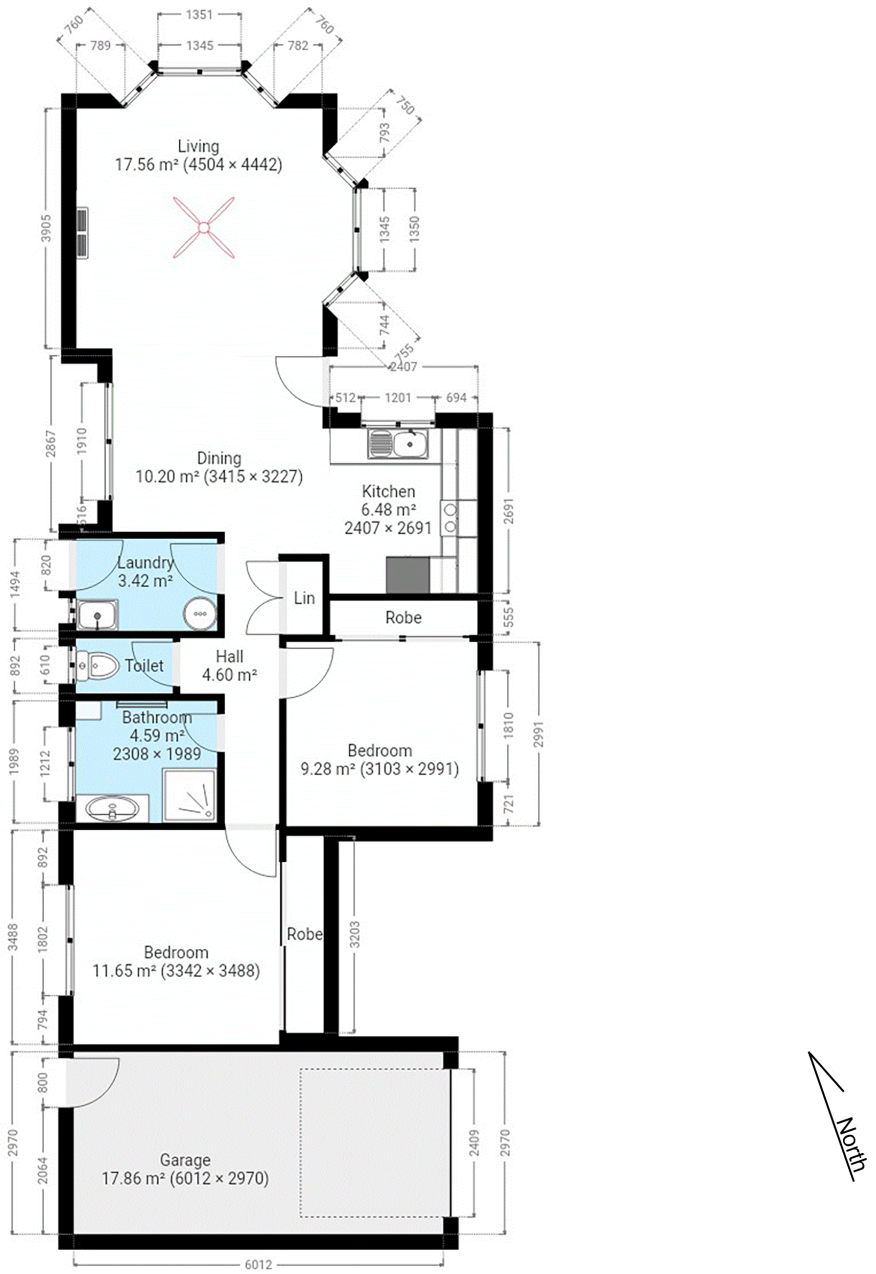 1351
760
760
789
1345
782
750
793
Living
17.56 m² (4504 × 4442)
3905
1345
1350
744
755
2407
512
1201
694
2867
1910
516
Dining
10.20 m² (3415 × 3227)
Kitchen
6.48 m²
2407 × 2691
2691
1494
820
Laundry
3.42 m²
Lin
Robe
555
892
610
Toilet
Hall
4.60 m²
Bathroom
4.59 m²
2308 × 1989
1989
1212
Bedroom
9.28 m² (3103 × 2991)
1810
2991
721
892
3488
1802
794
Bedroom
11.65 m² (3342 × 3488)
Robe
3203
800
2970
2064
Garage
17.86 m² (6012 × 2970)
2409
2970
North
6012